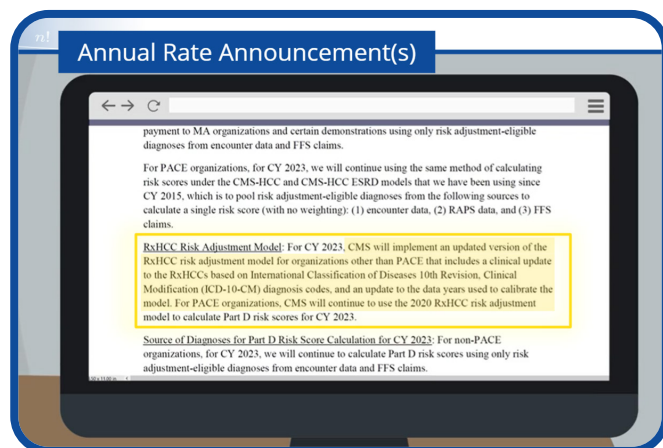 n!
Annual Rate Announcement(s)
payment to MA organizations and certain demonstrations using only risk adjustment-eligible
diagnoses from encounter data and FFS claims.
For PACE organizations, for CY 2023, we will continue using the same method of calculating
risk scores under the CMS-HCC and CMS-HCC ESRD models that we have been using since
CY 2015, which is to pool risk adjustment-eligible diagnoses from the following sources to
calculate a single risk score (with no weighting): (1) encounter data, (2) RAPS data, and (3) FFS
claims.
RxHCC Risk Adjustment Model: For CY 2023, CMS will implement an updated version of the
RxHCC risk adjustment model for organizations other than PACE that includes a clinical update
to the RxHCCs based on International Classification of Diseases 10th Revision, Clinical
Modification (ICD-10-CM) diagnosis codes, and an update to the data years used to calibrate the
model. For PACE organizations, CMS will continue to use the 2020 RxHCC risk adjustment
model to calculate Part D risk scores for CY 2023.
Source of Diagnoses for Part D Risk Score Calculation for CY 2023: For non-PACE
organizations, for CY 2023, we will continue to calculate Part D risk scores using only risk
adjustment-eligible diagnoses from encounter data and FFS claims.